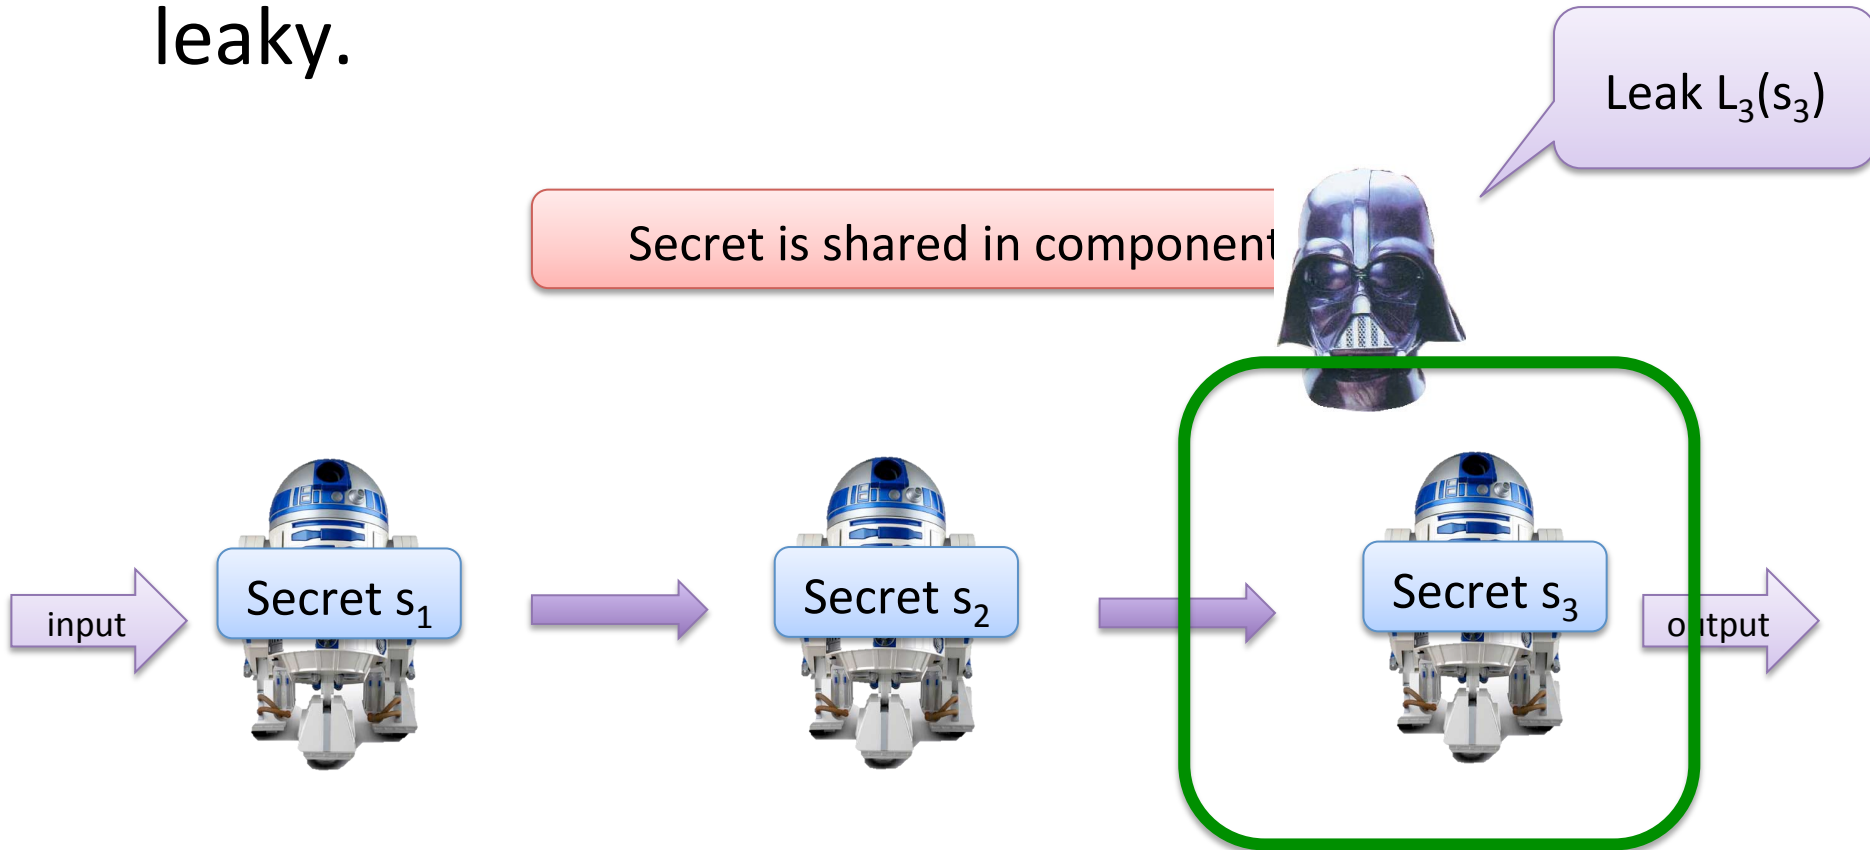 leaky.
Leak L₃(s₃)
Secret is shared in component
Secret s₁
Secret s₂
Secret s₃
input
output